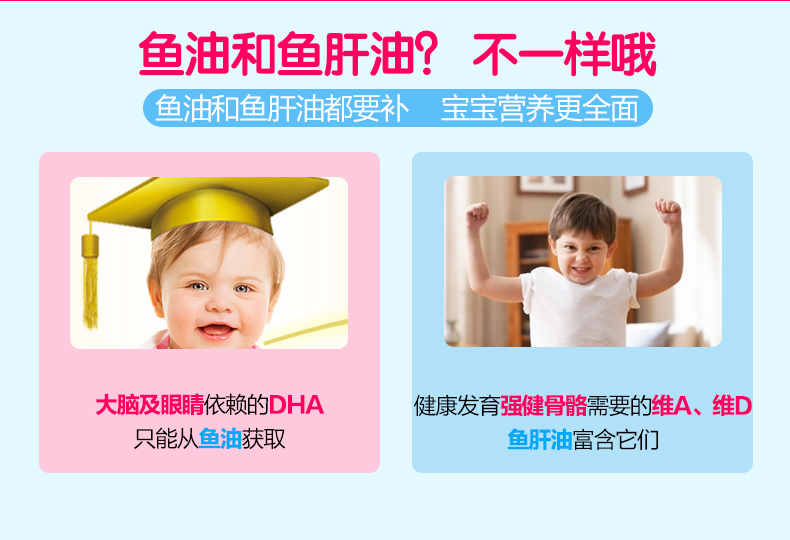 鱼油和鱼肝油? 不一样哦
鱼油和鱼肝油都要补 宝宝营养更全面
大脑及眼睛依赖的DHA
只能从鱼油获取
健康发育强健骨骼需要的维A、维D
鱼肝油富含它们